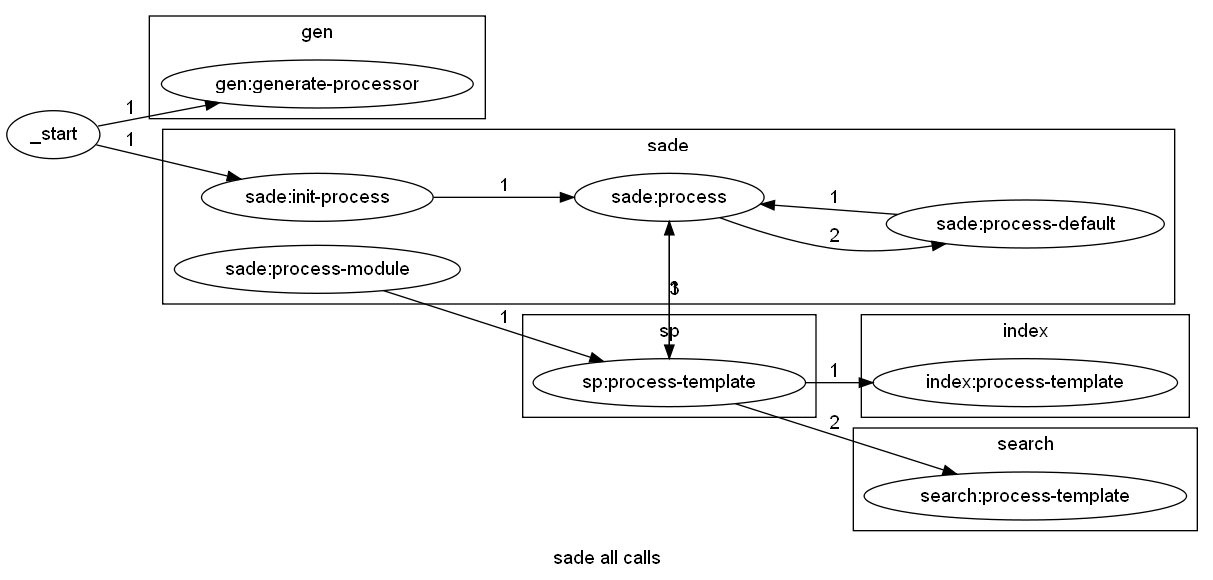 gen
gen:generate-processor
1
_start
1
sade
sade:init-process
1
sade:process
1
sade:process-default
2
sade:process-module
1
sp
index
sp:process-template
1
index:process-template
2
search
search:process-template
sade all calls